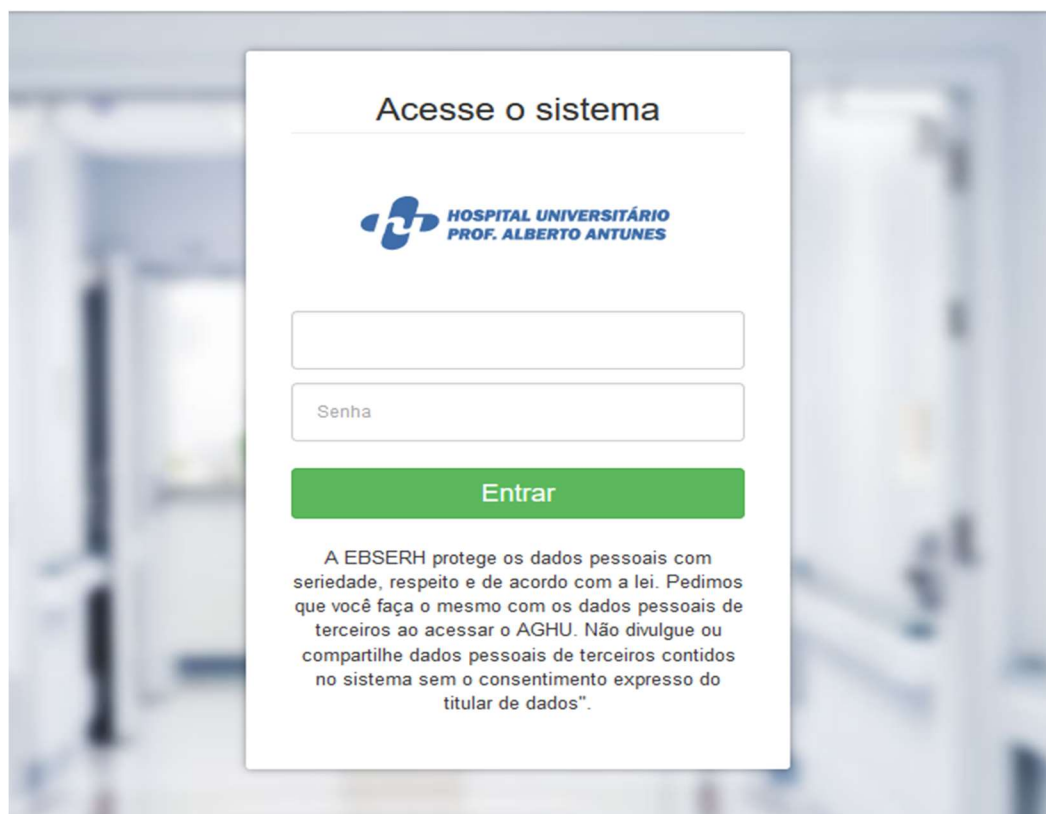 Acesse o sistema
hu
HOSPITAL UNIVERSITÁRIO
PROF. ALBERTO ANTUNES
Senha
Entrar
A EBSERH protege os dados pessoais com
seriedade, respeito e de acordo com a lei. Pedimos
que você faça o mesmo com os dados pessoais de
terceiros ao acessar o AGHU. Não divulgue ou
compartilhe dados pessoais de terceiros contidos
no sistema sem o consentimento expresso do
titular de dados".